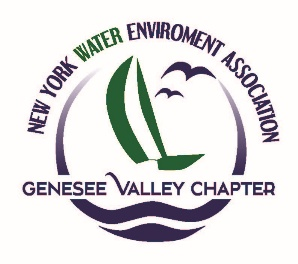 NEW YORK WATER ENVIROMENT ASSOCIATION
GENESEE VALLEY CHAPTER